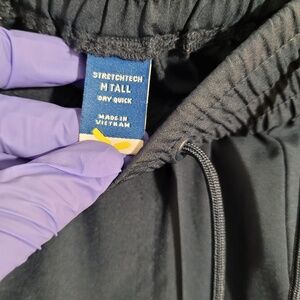 STRETCHTECH
M TALL
DRY QUICK
MADE IN
VIETNAM